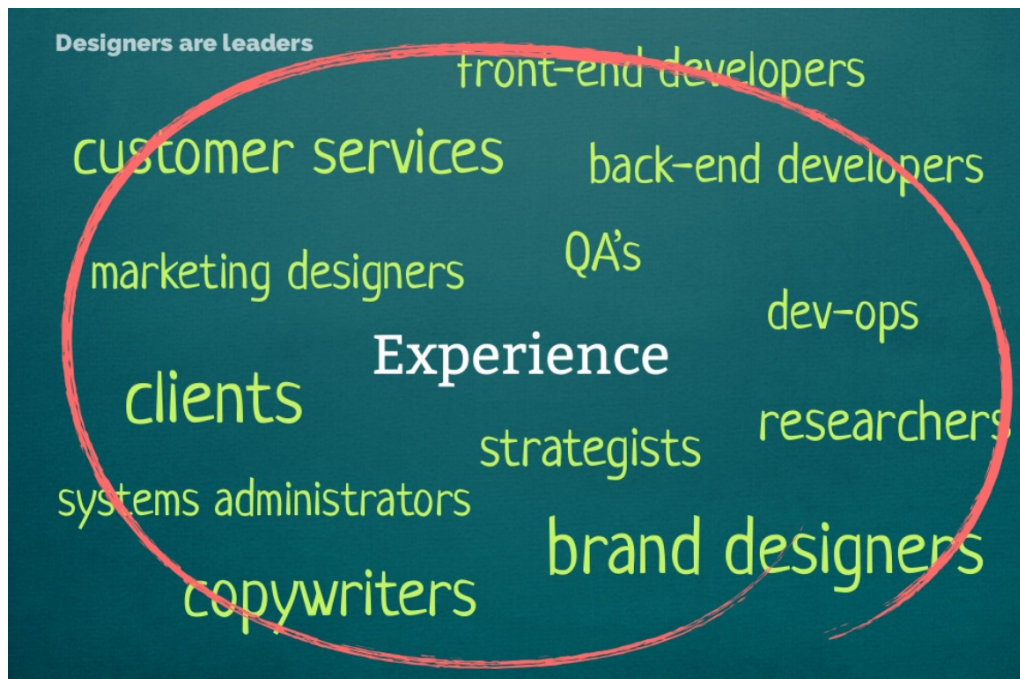 Designers are leaders
front-end developers
customer services
back-end developers
QA's
marketing designers
dev-ops
Experience
clients
researchers
strategists
systems administrators
brand designers
copywriters